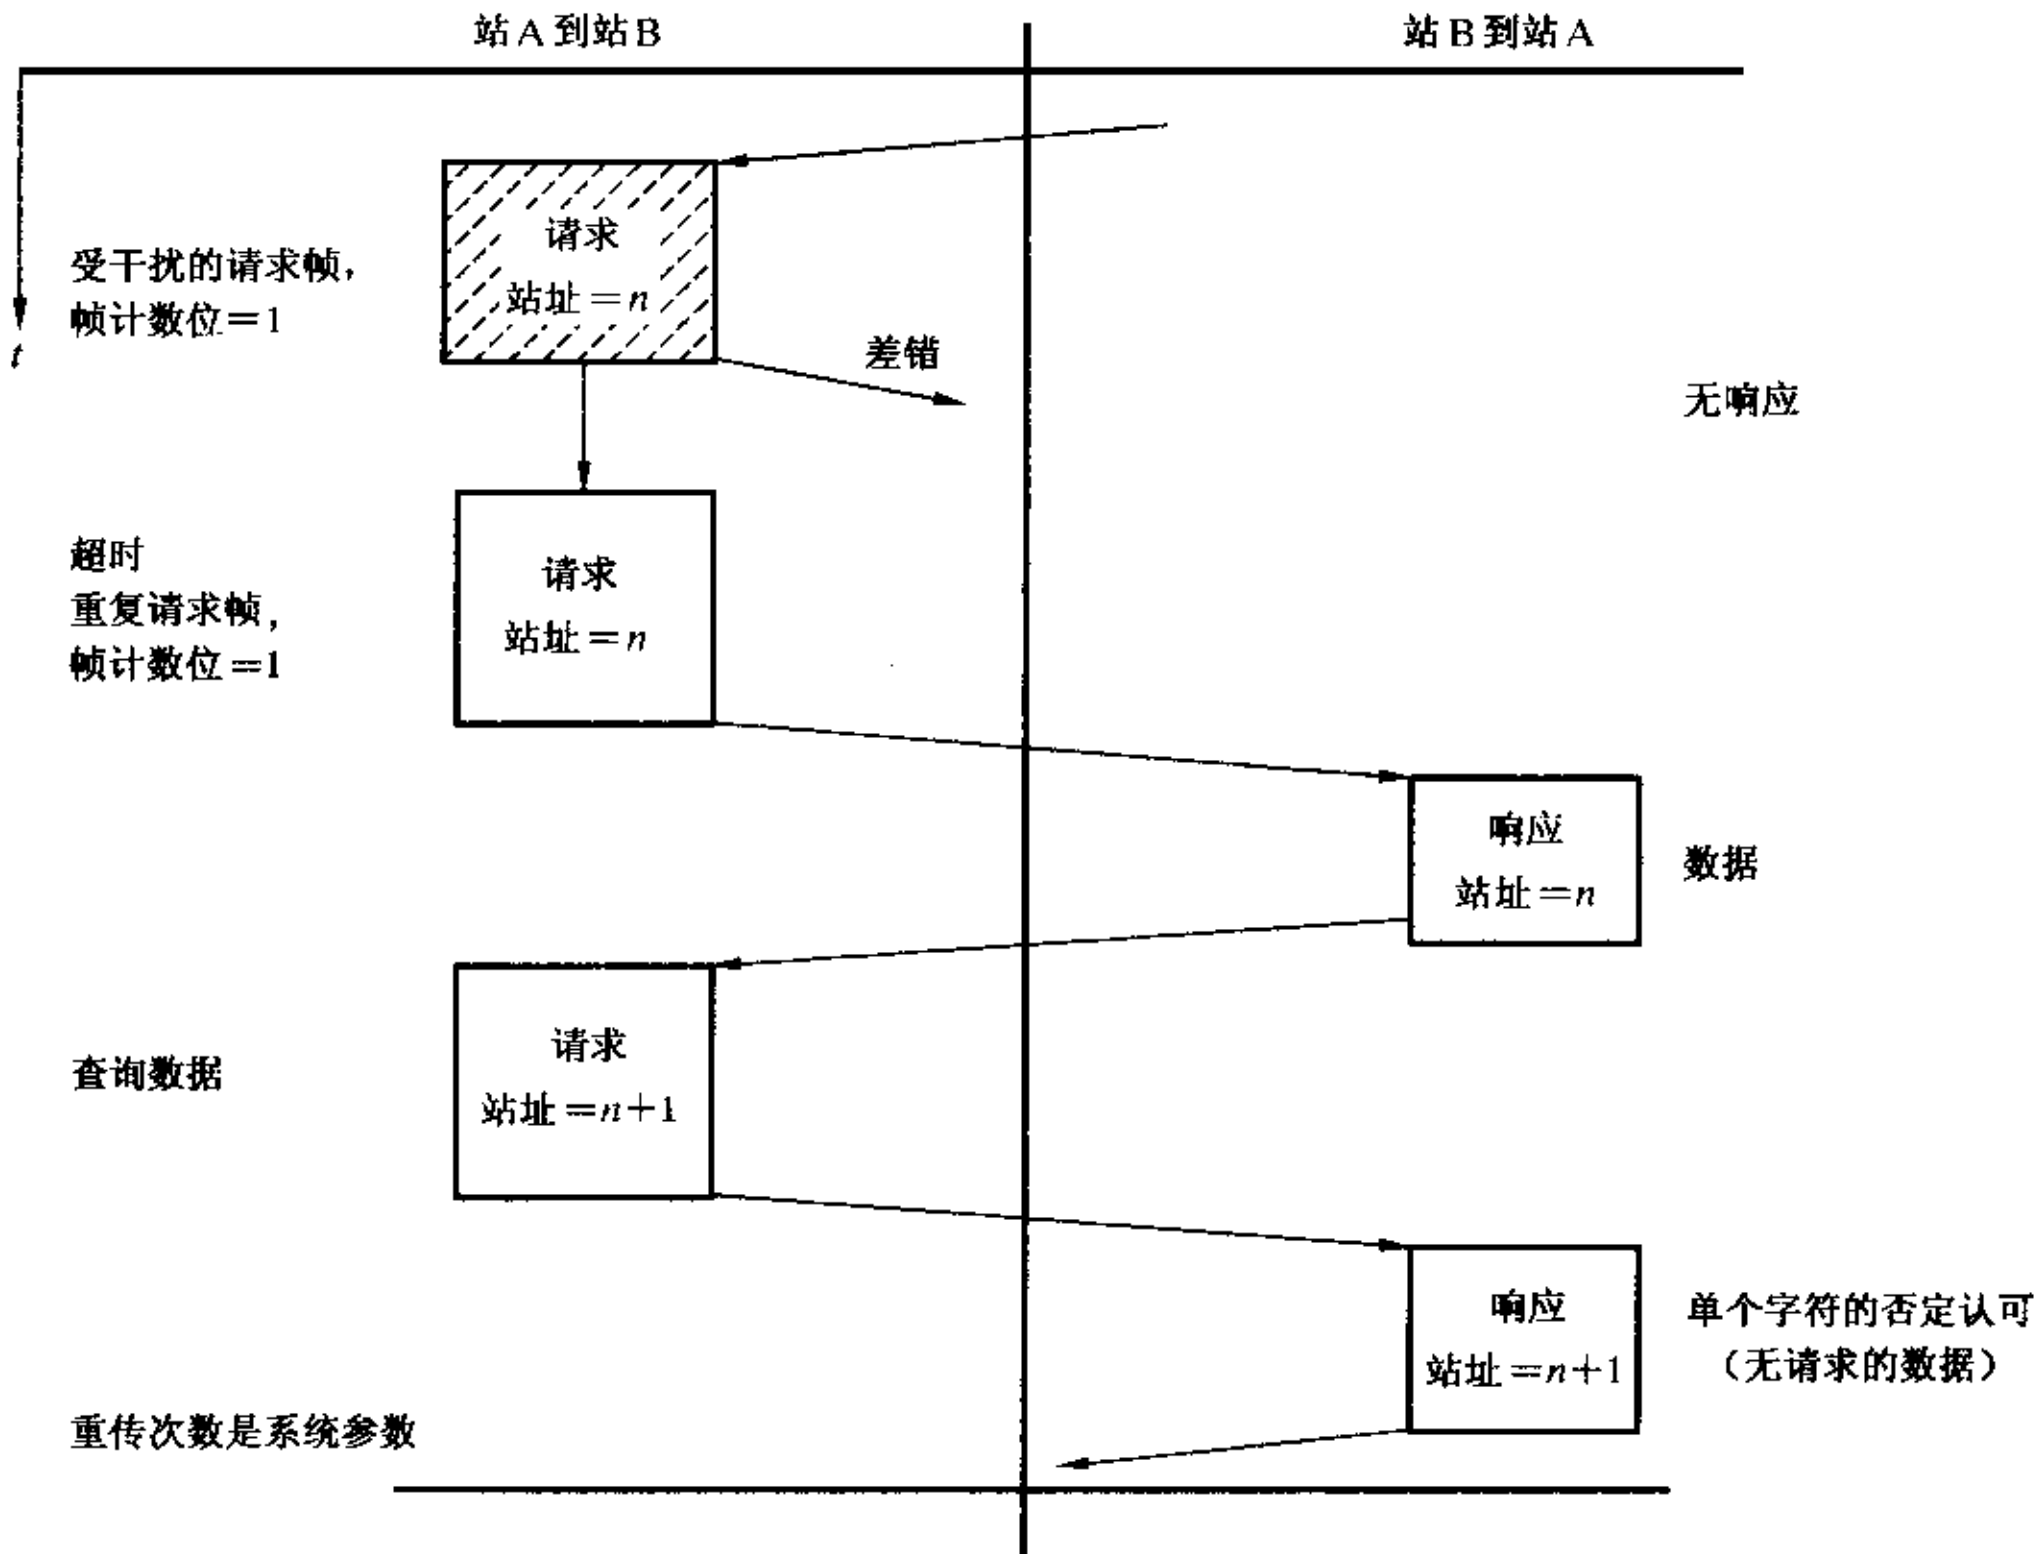 站A到站B
站B到站A
请求
站址=n
受干扰的请求帧,
帧计数位=1
t
差错
无响应
超时
重复请求帧,
帧计数位=1
请求
站址=n
响应
站址=n
数据
查询数据
请求
站址=n+1
响应
站址=n+1
单个字符的否定认可
(无请求的数据)
重传次数是系统参数